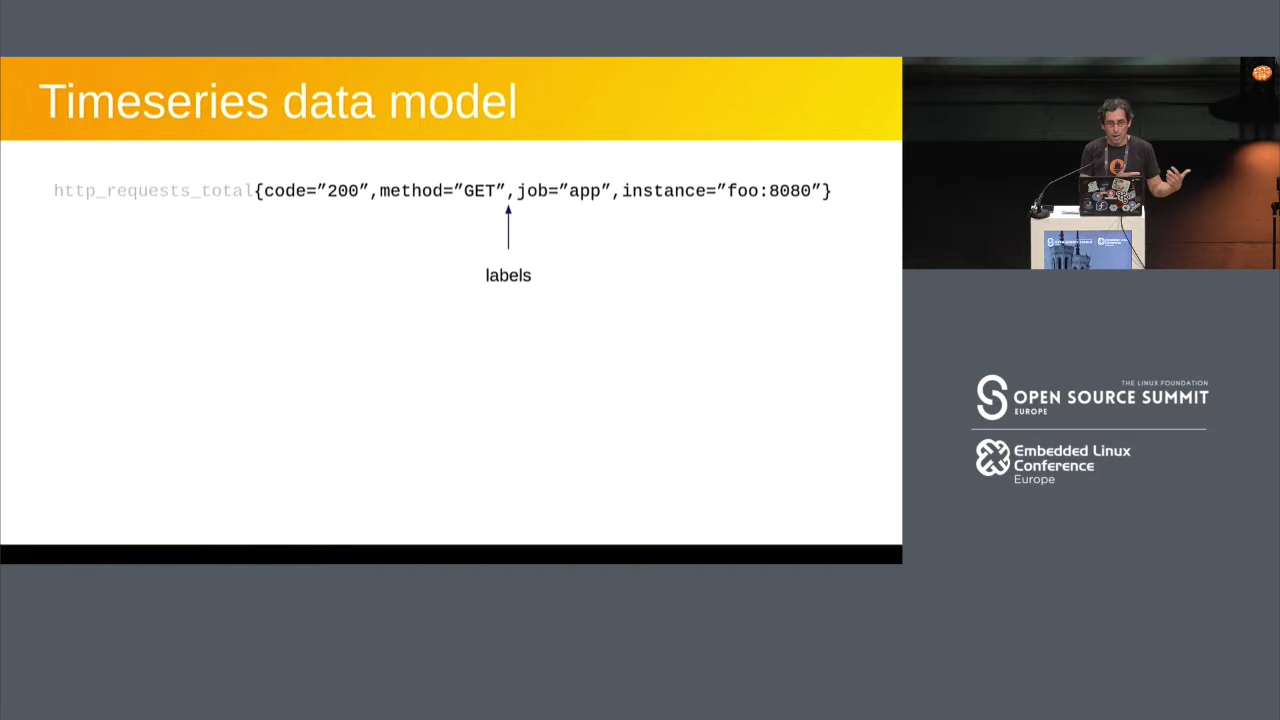 Timeseries data model
http_requests_total{code=”200”,method=”GET”,job=”app”,instance=”foo:8080”}
labels
THE LINUX FOUNDATION
OPEN SOURCE SUMMIT
EUROPE
Embedded Linux
Conference
Europe